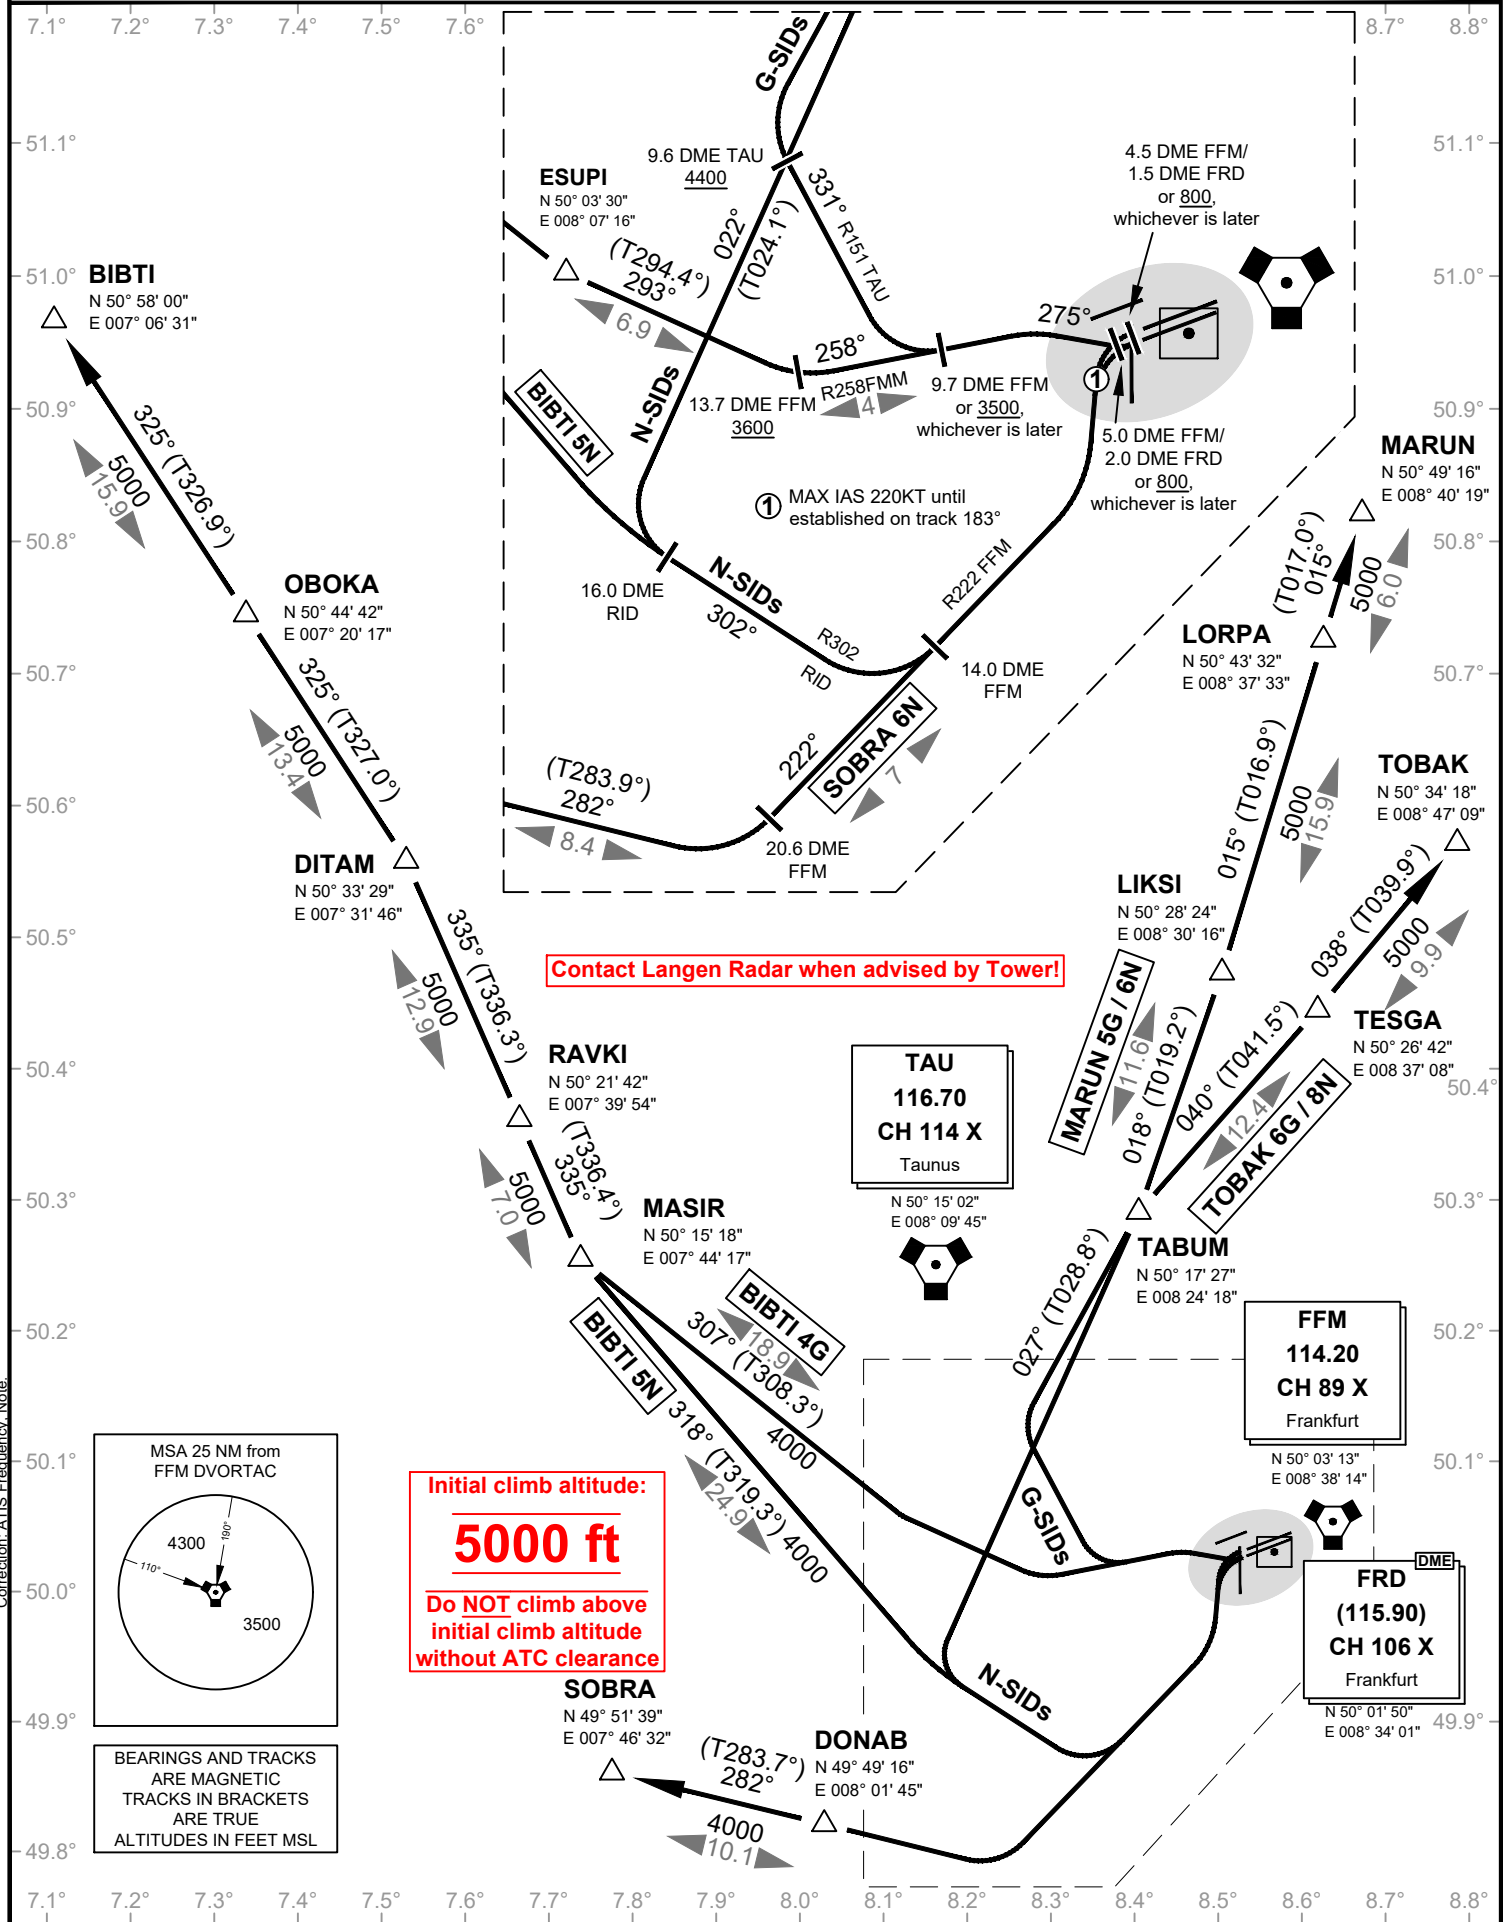 7.1°
7.2°
7.3°
7.4°
7.5°
7.6°
8.7°
8.8°
51.1°
51.0°
50.9°
50.8°
50.7°
50.6°
50.5°
50.4°
50.3°
50.2°
50.1°
50.0°
49.9°
49.8°
51.1°
51.0°
50.9°
50.8°
50.7°
50.6°
50.5°
50.4°
50.3°
50.2°
50.1°
49.9°
G-SIDs
9.6 DME TAU
4400
331°
R151 TAU
022°
(T024.1°)
4.5 DME FFM/
1.5 DME FRD
or 800,
whichever is later
ESUPI
N 50° 03' 30"
E 008° 07' 16"
(T294.4°)
293°
6.9
275°
258°
R258FMM
4
13.7 DME FFM
3600
9.7 DME FFM
or 3500,
whichever is later
1
5.0 DME FFM/
2.0 DME FRD
or 800,
whichever is later
N-SIDs
BIBTI 5N
1 MAX IAS 220KT until
established on track 183°
16.0 DME
RID
N-SIDs
302°
R302
RID
R222 FFM
14.0 DME
FFM
SOBRA 6N
222°
7
(T283.9°)
282°
8.4
20.6 DME
FFM
BIBTI
N 50° 58' 00"
E 007° 06' 31"
325° (T326.9°)
5000
15.9
OBOKA
N 50° 44' 42"
E 007° 20' 17"
325° (T327.0°)
5000
13.4
DITAM
N 50° 33' 29"
E 007° 31' 46"
335° (T336.3°)
5000
12.9
RAVKI
N 50° 21' 42"
E 007° 39' 54"
(T336.4°)
335°
5000
7.0
MASIR
N 50° 15' 18"
E 007° 44' 17"
MARUN
N 50° 49' 16"
E 008° 40' 19"
(T017.0°)
015°
5000
6.0
LORPA
N 50° 43' 32"
E 008° 37' 33"
015° (T016.9°)
5000
15.9
TOBAK
N 50° 34' 18"
E 008° 47' 09"
038° (T039.9°)
5000
9.9
LIKSI
N 50° 28' 24"
E 008° 30' 16"
MARUN 5G / 6N
11.6
018° (T019.2°)
TESGA
N 50° 26' 42"
E 008 37' 08"
040° (T041.5°)
12.4
TOBAK 6G / 8N
Contact Langen Radar when advised by Tower!
TAU
116.70
CH 114 X
Taunus
N 50° 15' 02"
E 008° 09' 45"
TABUM
N 50° 17' 27"
E 008 24' 18"
027° (T028.8°)
FFM
114.20
CH 89 X
Frankfurt
N 50° 03' 13"
E 008° 38' 14"
BIBTI 4G
18.9
307° (T308.3°)
4000
BIBTI 5N
318° (T319.3°) 4000
24.9
G-SIDs
N-SIDs
DME
FRD
(115.90)
CH 106 X
Frankfurt
N 50° 01' 50"
E 008° 34' 01"
MSA 25 NM from
FFM DVORTAC
4300
190°
110°
3500
Initial climb altitude:
5000 ft
Do NOT climb above
initial climb altitude
without ATC clearance
SOBRA
N 49° 51' 39"
E 007° 46' 32"
(T283.7°)
282°
4000
10.1
DONAB
N 49° 49' 16"
E 008° 01' 45"
BEARINGS AND TRACKS
ARE MAGNETIC
TRACKS IN BRACKETS
ARE TRUE
ALTITUDES IN FEET MSL
Correction: ATIS Frequency, Note.
7.1°
7.2°
7.3°
7.4°
7.5°
7.6°
7.7°
7.8°
7.9°
8.0°
8.1°
8.2°
8.3°
8.4°
8.5°
8.6°
8.7°
8.8°